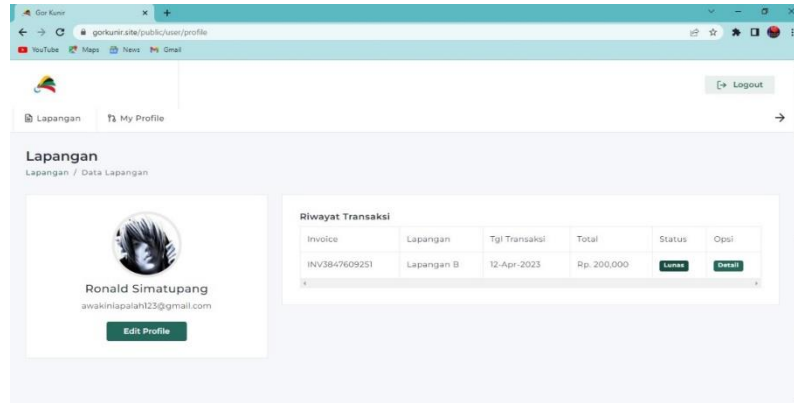 Gor Kunir
gorkunir.site/public/user/profile
YouTube Maps News Gmail
Logout
Lapangan My Profile
Lapangan
Lapangan / Data Lapangan
Ronald Simatupang
awakinlapalah123@gmail.com
Edit Profile
Riwayat Transaksi
Invoice Lapangan Tgl Transaksi Total Status Opsi
INV3847609251 Lapangan B 12-Apr-2023 Rp. 200,000 Lunas Detail